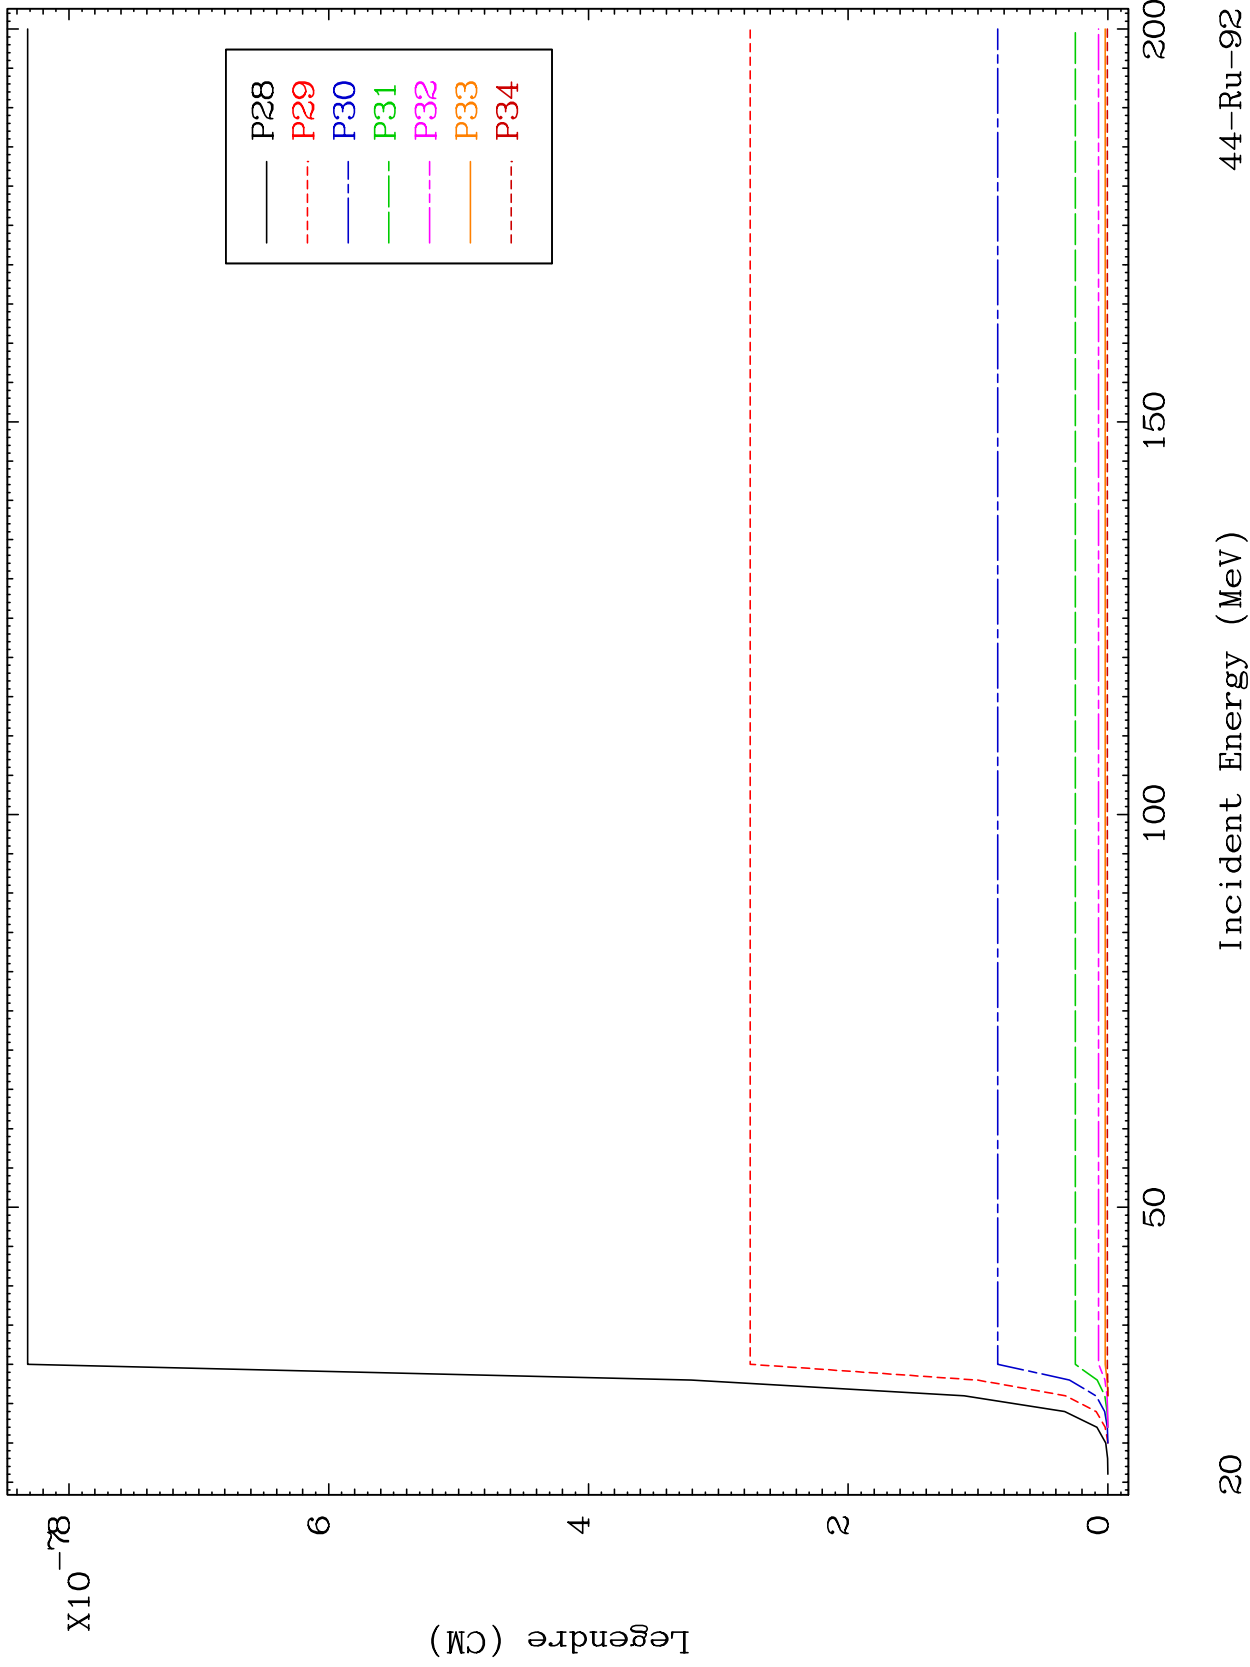 X10⁻⁷
8
6
4
2
0
Legendre (CM)
P28
P29
P30
P31
P32
P33
P34
50
100
150
200
Incident Energy (MeV)
20
44-Ru-92